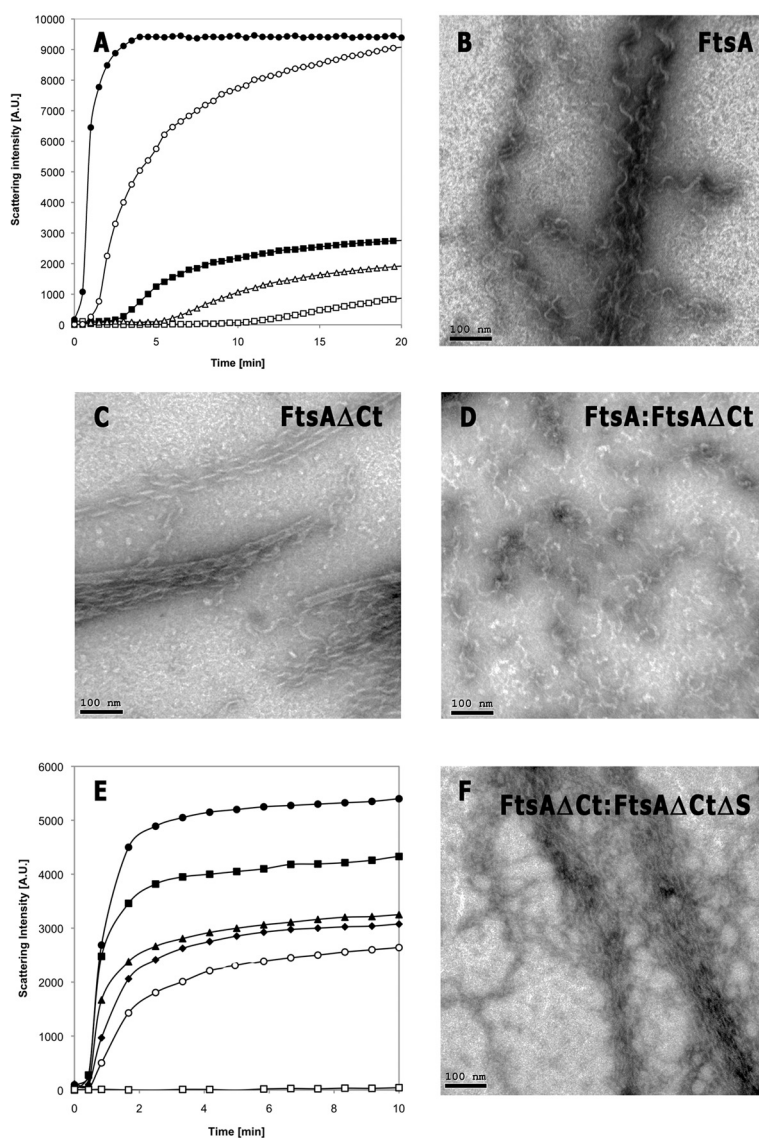 A
10000
9000
8000
7000
6000
5000
4000
3000
2000
1000
0
0 5 10 15 20
Scattering intensity [A.U.]
Time [min]
B FtsA
100 nm
C FtsAΔCt
100 nm
D FtsA:FtsAΔCt
100 nm
E
6000
5000
4000
3000
2000
1000
0
0 2 4 6 8 10
Scattering Intensity [A.U.]
Time [min]
F
FtsAΔCt:FtsAΔCtΔS
100 nm